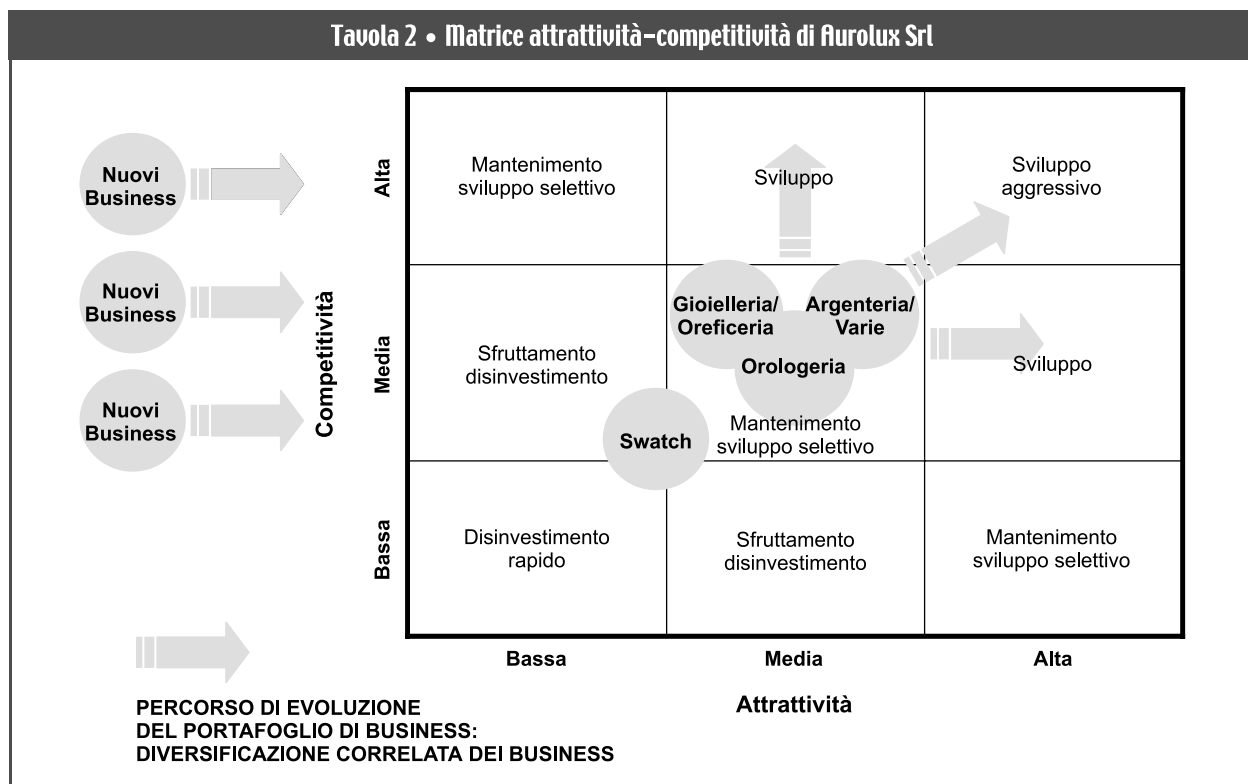 Tavola 2 • Matrice attrattività–competitività di Aurolux Srl
Nuovi
Business
Nuovi
Business
Nuovi
Business
Competitività
Alta
Media
Bassa
Mantenimento
sviluppo selettivo
Sviluppo
Sviluppo
aggressivo
Sfruttamento
disinvestimento
Gioielleria/
Oreficeria
Argenteria/
Varie
Orologeria
Swatch
Mantenimento
sviluppo selettivo
Sviluppo
Disinvestimento
rapido
Sfruttamento
disinvestimento
Mantenimento
sviluppo selettivo
Bassa
Media
Alta
Attrattività
PERCORSO DI EVOLUZIONE
DEL PORTAFOGLIO DI BUSINESS:
DIVERSIFICAZIONE CORRELATA DEI BUSINESS